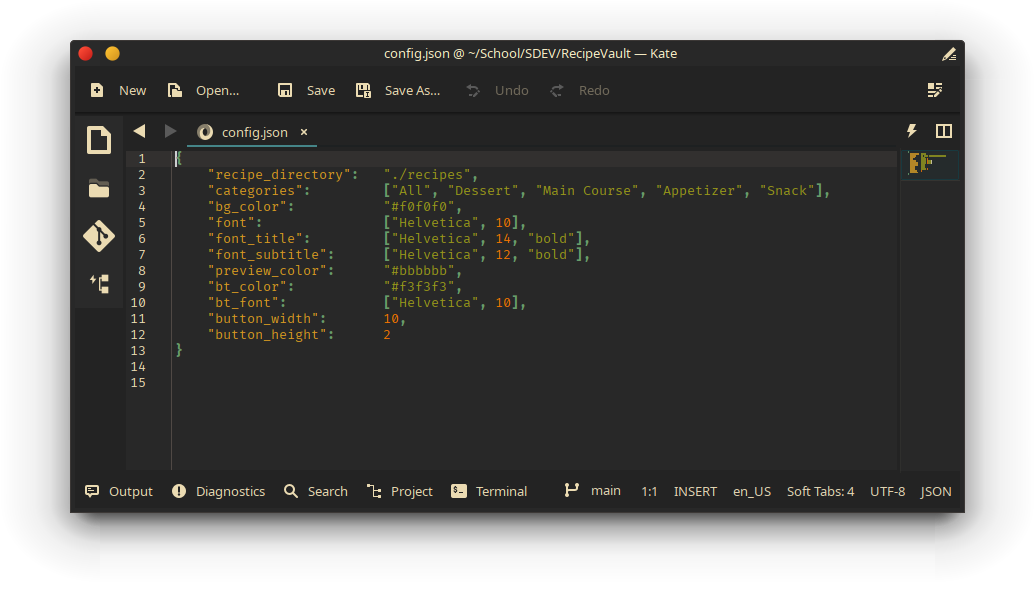 config.json @ ~/School/SDEV/RecipeVault — Kate
New Open... Save Save As... Undo Redo
config.json
1 {
2     "recipe_directory":   "./recipes",
3     "categories":         ["All", "Dessert", "Main Course", "Appetizer", "Snack"],
4     "bg_color":           "#f0f0f0",
5     "font":               ["Helvetica", 10],
6     "font_title":         ["Helvetica", 14, "bold"],
7     "font_subtitle":      ["Helvetica", 12, "bold"],
8     "preview_color":      "#bbbbbb",
9     "bt_color":           "#f3f3f3",
10     "bt_font":            ["Helvetica", 10],
11     "button_width":       10,
12     "button_height":      2
13 }
14
15
Output Diagnostics Search Project Terminal main 1:1 INSERT en_US Soft Tabs: 4 UTF-8 JSON